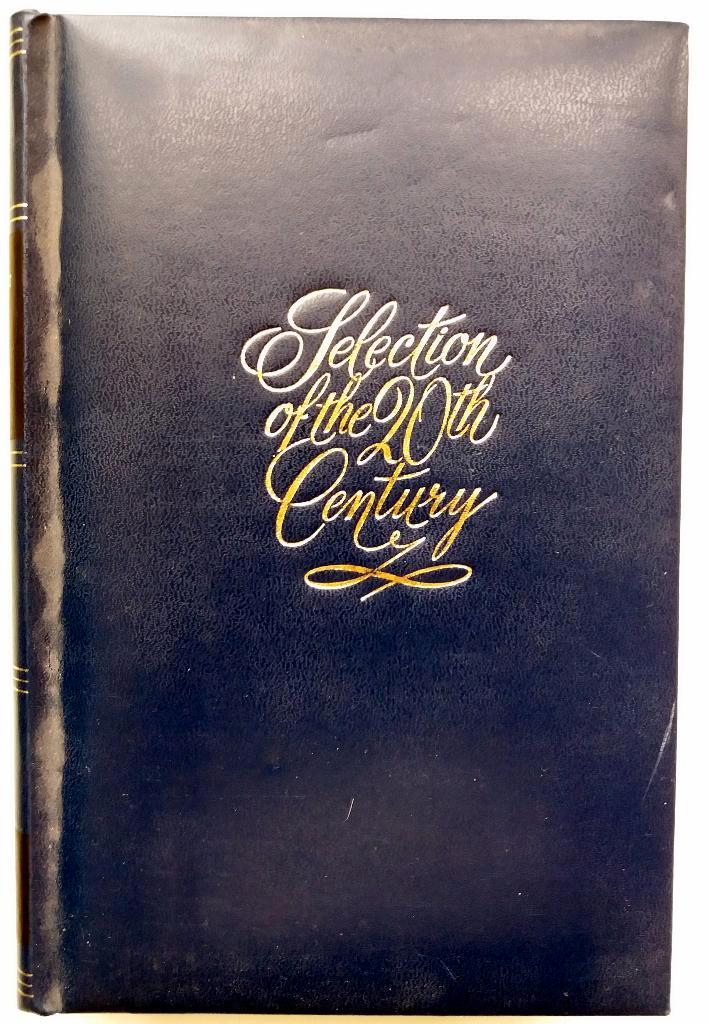 Selection
of the 20th
Century